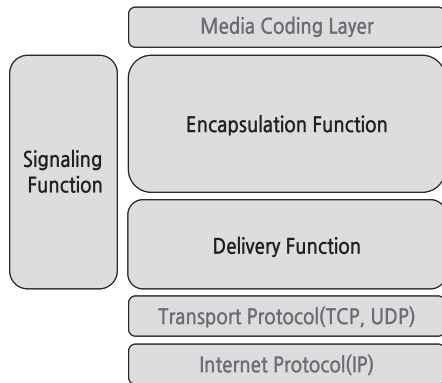 Media Coding Layer
Encapsulation Function
Signaling
Function
Delivery Function
Transport Protocol(TCP, UDP)
Internet Protocol(IP)